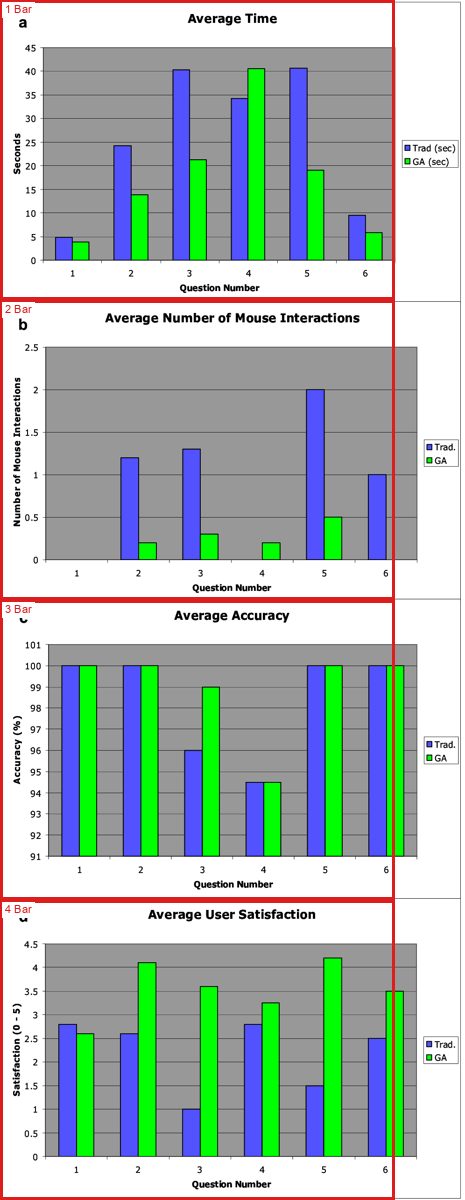 1 Bar
a
Average Time
45
40
35
30
25
20
15
10
5
0
Seconds
1 2 3 4 5 6
Question Number
Trad (sec)
GA (sec)
2 Bar
b
Average Number of Mouse Interactions
2.5
2
1.5
1
0.5
0
Number of Mouse Interactions
1 2 3 4 5 6
Question Number
Trad.
GA
3 Bar
c
Average Accuracy
101
100
99
98
97
96
95
94
93
92
91
Accuracy (%)
1 2 3 4 5 6
Question Number
Trad.
GA
4 Bar
d
Average User Satisfaction
4.5
4
3.5
3
2.5
2
1.5
1
0.5
0
Satisfaction (0 - 5)
1 2 3 4 5 6
Question Number
Trad.
GA